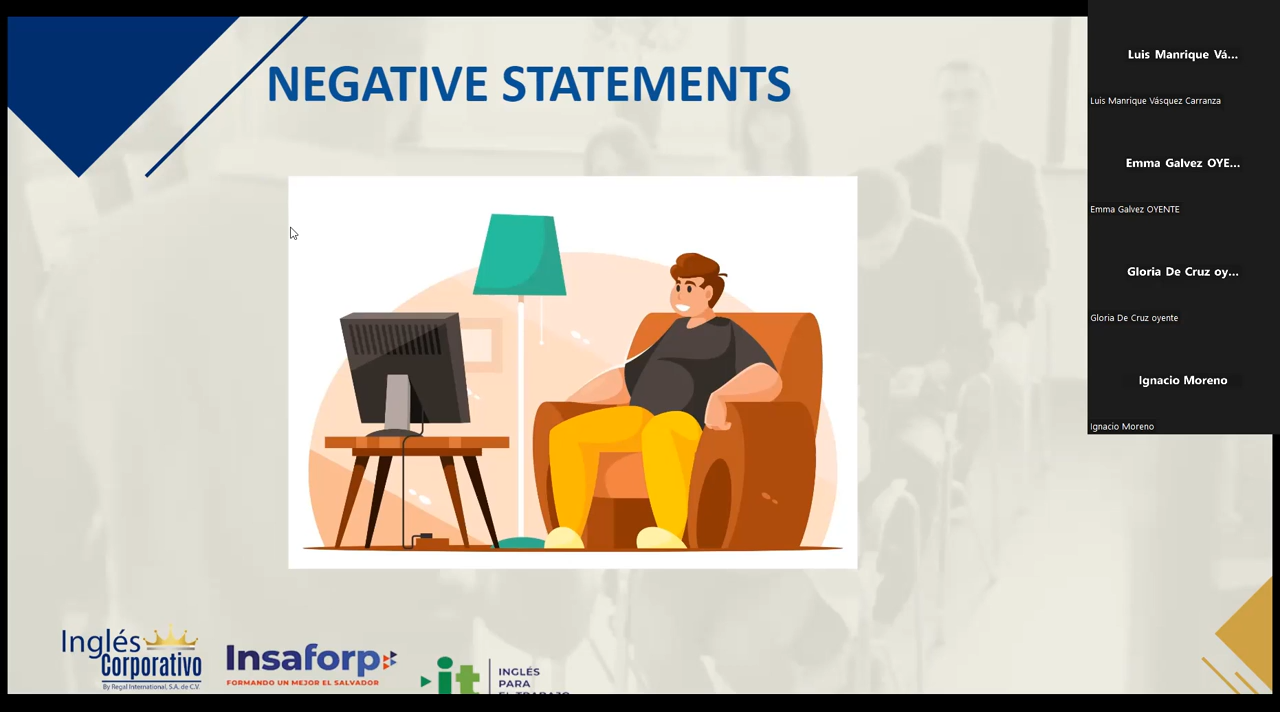 NEGATIVE STATEMENTS
Luis Manrique Vá...
Luis Manrique Vásquez Carranza
Emma Galvez OYE...
Emma Galvez OYENTE
Gloria De Cruz oy...
Gloria De Cruz oyente
Ignacio Moreno
Ignacio Moreno
Inglés
Corporativo
By Regal International, S.A. de C.V.
Insaforp
FORMANDO UN MEJOR EL SALVADOR
it
INGLÉS
PARA
EL TRABAJO